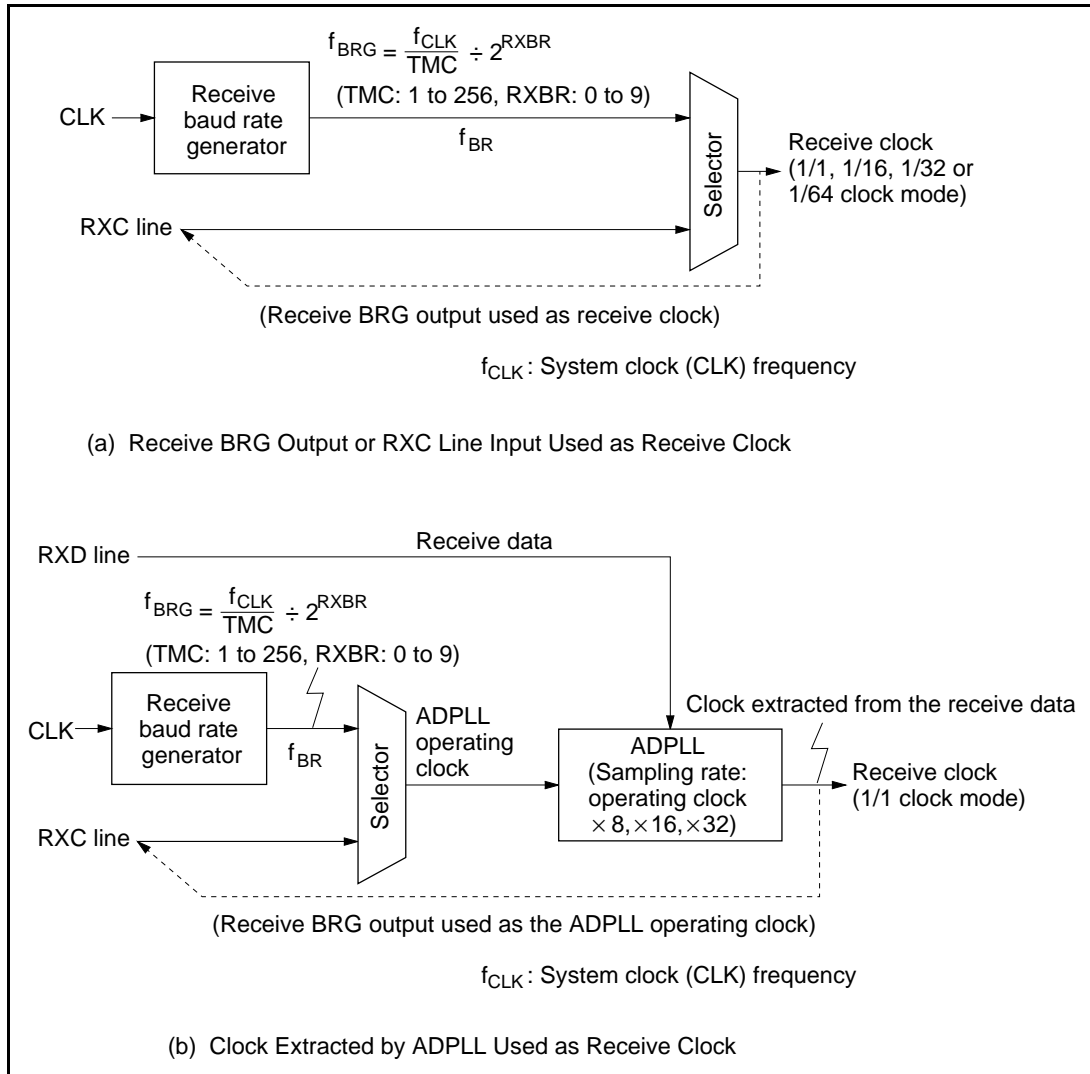 f_BRG = f_CLK / TMC ÷ 2^RXBR
(TMC: 1 to 256, RXBR: 0 to 9)
CLK
Receive
baud rate
generator
f_BR
Selector
Receive clock
(1/1, 1/16, 1/32 or
1/64 clock mode)
RXC line
(Receive BRG output used as receive clock)
f_CLK : System clock (CLK) frequency
(a) Receive BRG Output or RXC Line Input Used as Receive Clock
RXD line
Receive data
f_BRG = f_CLK / TMC ÷ 2^RXBR
(TMC: 1 to 256, RXBR: 0 to 9)
CLK
Receive
baud rate
generator
f_BR
Selector
ADPLL
operating
clock
ADPLL
(Sampling rate:
operating clock
×8, ×16, ×32)
Clock extracted from the receive data
Receive clock
(1/1 clock mode)
RXC line
(Receive BRG output used as the ADPLL operating clock)
f_CLK : System clock (CLK) frequency
(b) Clock Extracted by ADPLL Used as Receive Clock